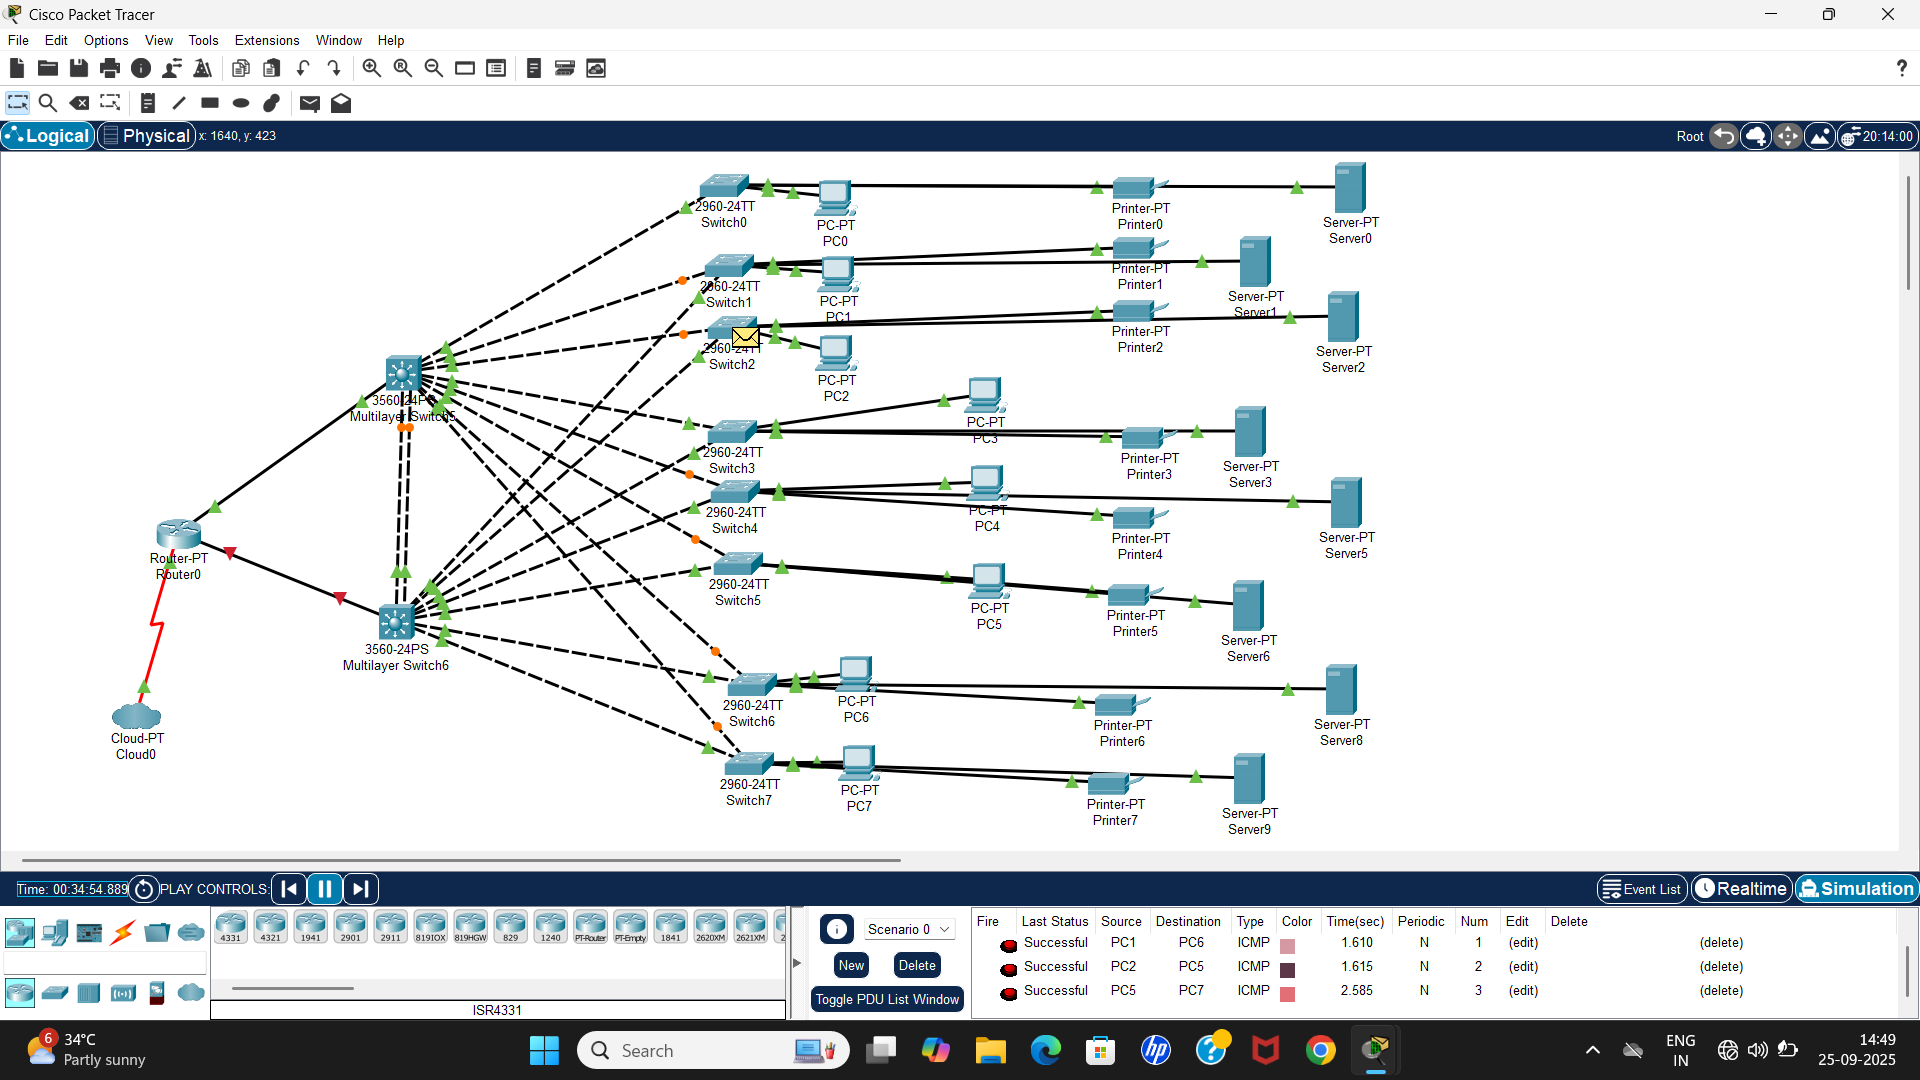 Cisco Packet Tracer
File Edit Options View Tools Extensions Window Help
Logical Physical x: 1640, y: 423 Root 20:14:00
2960-24TT
Switch0
PC-PT
PC0
Printer-PT
Printer0
Server-PT
Server0
2960-24TT
Switch1
PC-PT
PC1
Printer-PT
Printer1
Server-PT
Server1
2960-24TT
Switch2
PC-PT
PC2
Printer-PT
Printer2
Server-PT
Server2
3560-24PS
Multilayer Switch5
2960-24TT
Switch3
PC-PT
PC3
Printer-PT
Printer3
Server-PT
Server3
2960-24TT
Switch4
PC-PT
PC4
Printer-PT
Printer4
Server-PT
Server5
Router-PT
Router0
2960-24TT
Switch5
PC-PT
PC5
Printer-PT
Printer5
Server-PT
Server6
3560-24PS
Multilayer Switch6
2960-24TT
Switch6
PC-PT
PC6
Printer-PT
Printer6
Server-PT
Server8
Cloud-PT
Cloud0
2960-24TT
Switch7
PC-PT
PC7
Printer-PT
Printer7
Server-PT
Server9
Time: 00:34:54.889 PLAY CONTROLS: Event List Realtime Simulation
4331 4321 1941 2901 2911 819IOX 819HGW 829 1240 PT-Router PT-Empty 1841 2620XM 2621XM 2
ISR4331
Scenario 0
New Delete
Toggle PDU List Window
Fire Last Status Source Destination Type Color Time(sec) Periodic Num Edit Delete
Successful PC1 PC6 ICMP 1.610 N 1 (edit) (delete)
Successful PC2 PC5 ICMP 1.615 N 2 (edit) (delete)
Successful PC5 PC7 ICMP 2.585 N 3 (edit) (delete)
6
34°C
Partly sunny
Search
ENG
IN
14:49
25-09-2025